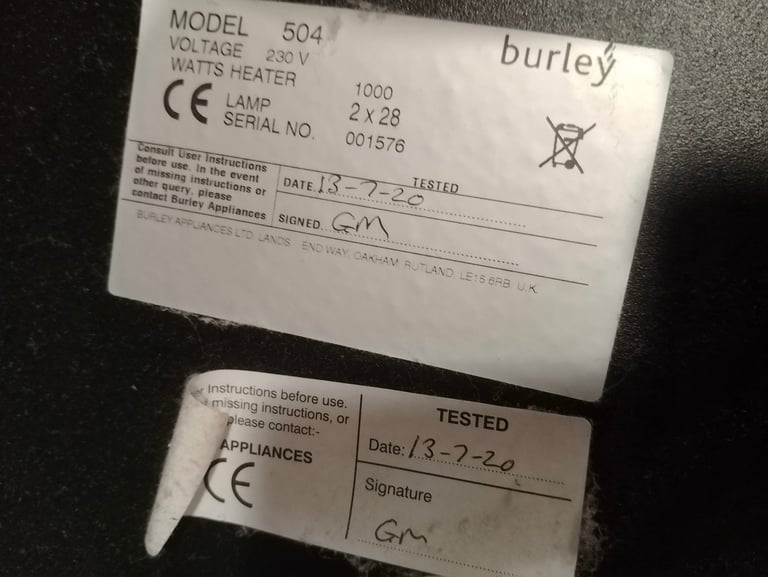 MODEL 504
burley
VOLTAGE 230 V
WATTS HEATER 1000
CE LAMP 2 x 28
SERIAL NO. 001576
Consult User Instructions
before use. In the event
of missing instructions or
other query, please
contact Burley Appliances
DATE 13-7-20 TESTED
SIGNED GM
BURLEY APPLIANCES LTD. LANDS END WAY, OAKHAM, RUTLAND, LE15 6RB. U.K.
Instructions before use.
missing instructions, or
please contact:-
APPLIANCES
CE
TESTED
Date: 13-7-20
Signature
GM